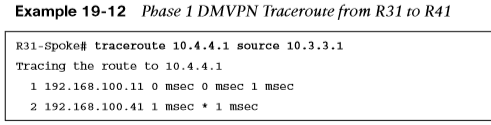 Example 19-12 Phase 1 DMVPN Traceroute from R31 to R41
R31-Spoke# traceroute 10.4.4.1 source 10.3.3.1
Tracing the route to 10.4.4.1
1 192.168.100.11 0 msec 0 msec 1 msec
2 192.168.100.41 1 msec * 1 msec